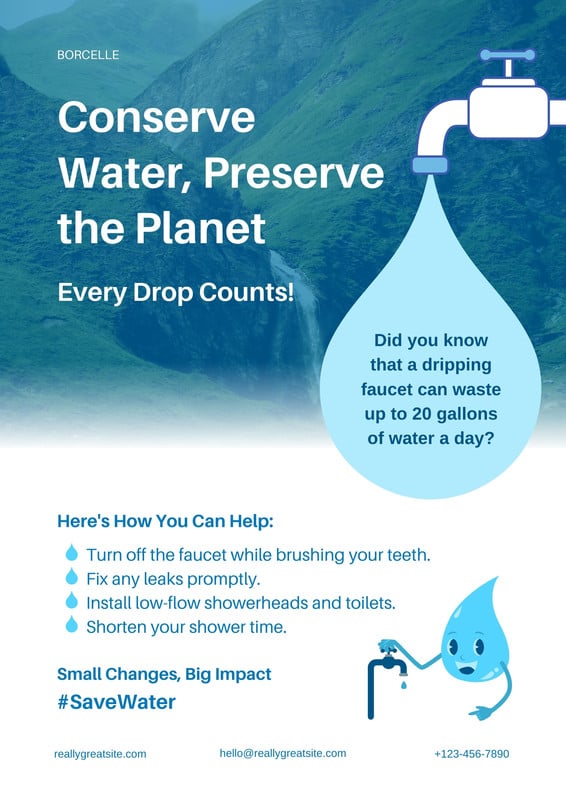 BORCELLE
Conserve
Water, Preserve
the Planet
Every Drop Counts!
Did you know
that a dripping
faucet can waste
up to 20 gallons
of water a day?
Here's How You Can Help:
Turn off the faucet while brushing your teeth.
Fix any leaks promptly.
Install low-flow showerheads and toilets.
Shorten your shower time.
Small Changes, Big Impact
#SaveWater
reallygreatsite.com
hello@reallygreatsite.com
+123-456-7890